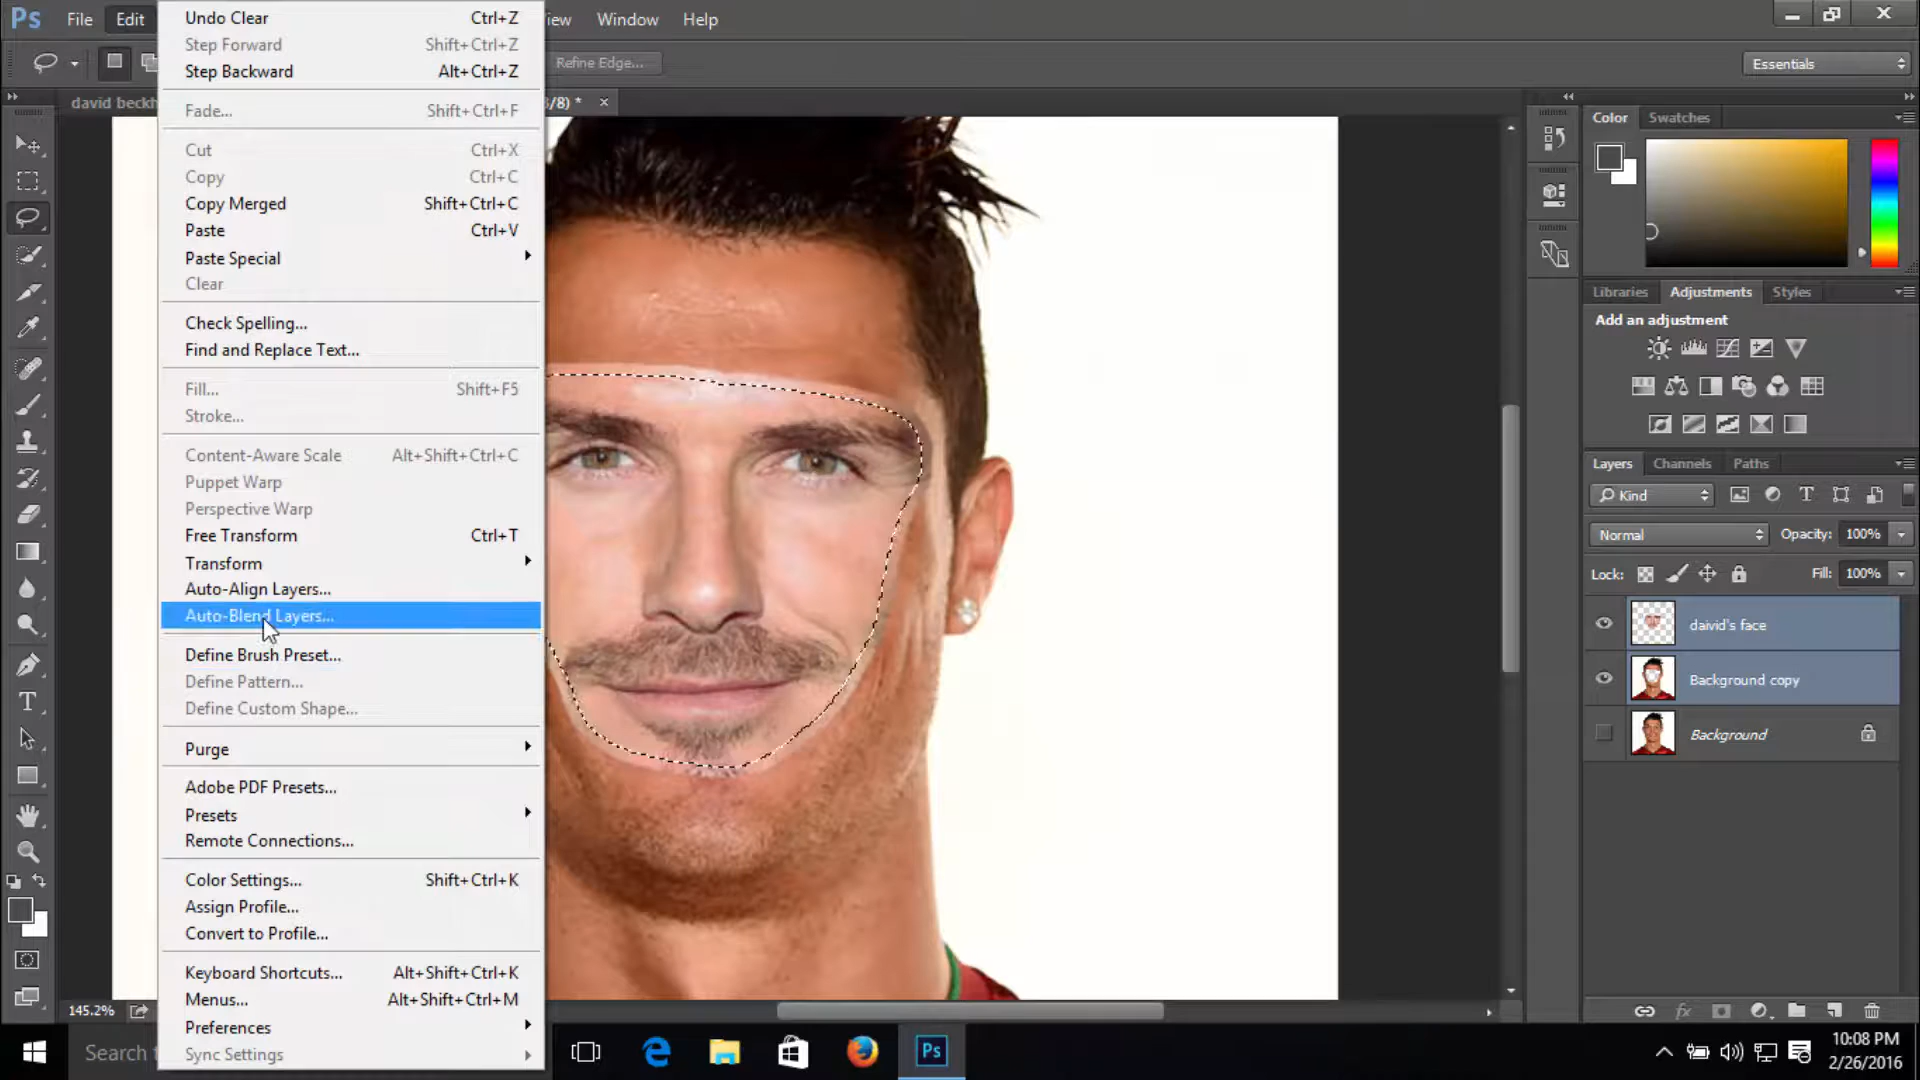 Ps File Edit iew Window Help
Refine Edge...
Essentials
david beckh
/8) * ×
Undo Clear Ctrl+Z
Step Forward Shift+Ctrl+Z
Step Backward Alt+Ctrl+Z
Fade... Shift+Ctrl+F
Cut Ctrl+X
Copy Ctrl+C
Copy Merged Shift+Ctrl+C
Paste Ctrl+V
Paste Special
Clear
Check Spelling...
Find and Replace Text...
Fill... Shift+F5
Stroke...
Content-Aware Scale Alt+Shift+Ctrl+C
Puppet Warp
Perspective Warp
Free Transform Ctrl+T
Transform
Auto-Align Layers...
Auto-Blend Layers...
Define Brush Preset...
Define Pattern...
Define Custom Shape...
Purge
Adobe PDF Presets...
Presets
Remote Connections...
Color Settings... Shift+Ctrl+K
Assign Profile...
Convert to Profile...
Keyboard Shortcuts... Alt+Shift+Ctrl+K
Menus... Alt+Shift+Ctrl+M
Preferences
Sync Settings
Color Swatches
Libraries Adjustments Styles
Add an adjustment
Layers Channels Paths
Kind
Normal Opacity: 100%
Lock: Fill: 100%
daivid's face
Background copy
Background
145.2%
Search
Ps
10:08 PM
2/26/2016